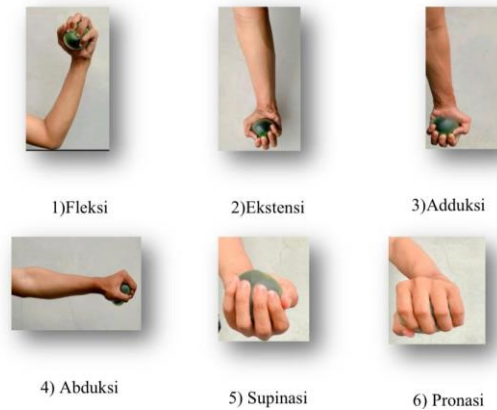 1)Fleksi
2)Ekstensi
3)Adduksi
4) Abduksi
5) Supinasi
6) Pronasi